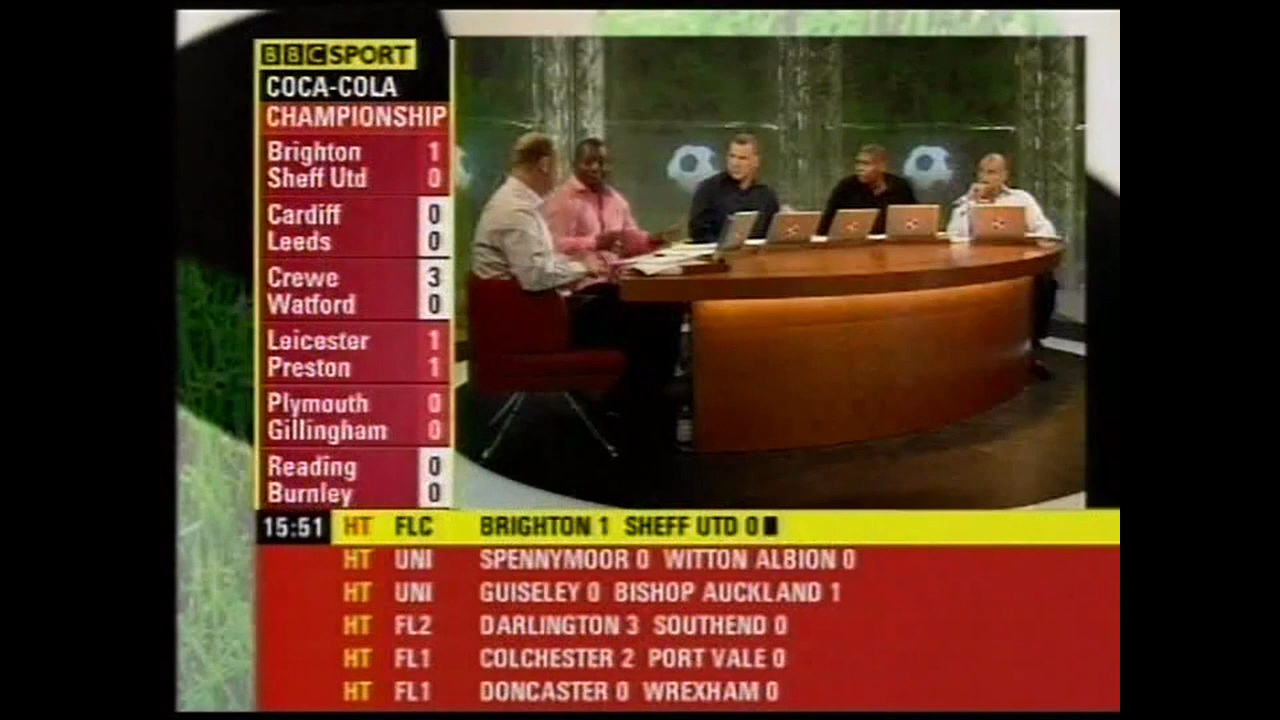 BBC SPORT
COCA-COLA
CHAMPIONSHIP
Brighton 1
Sheff Utd 0
Cardiff 0
Leeds 0
Crewe 3
Watford 0
Leicester 1
Preston 1
Plymouth 0
Gillingham 0
Reading 0
Burnley 0
15:51 HT FLC BRIGHTON 1 SHEFF UTD 0
HT UNI SPENNYMOOR 0 WITTON ALBION 0
HT UNI GUISELEY 0 BISHOP AUCKLAND 1
HT FL2 DARLINGTON 3 SOUTHEND 0
HT FL1 COLCHESTER 2 PORT VALE 0
HT FL1 DONCASTER 0 WREXHAM 0